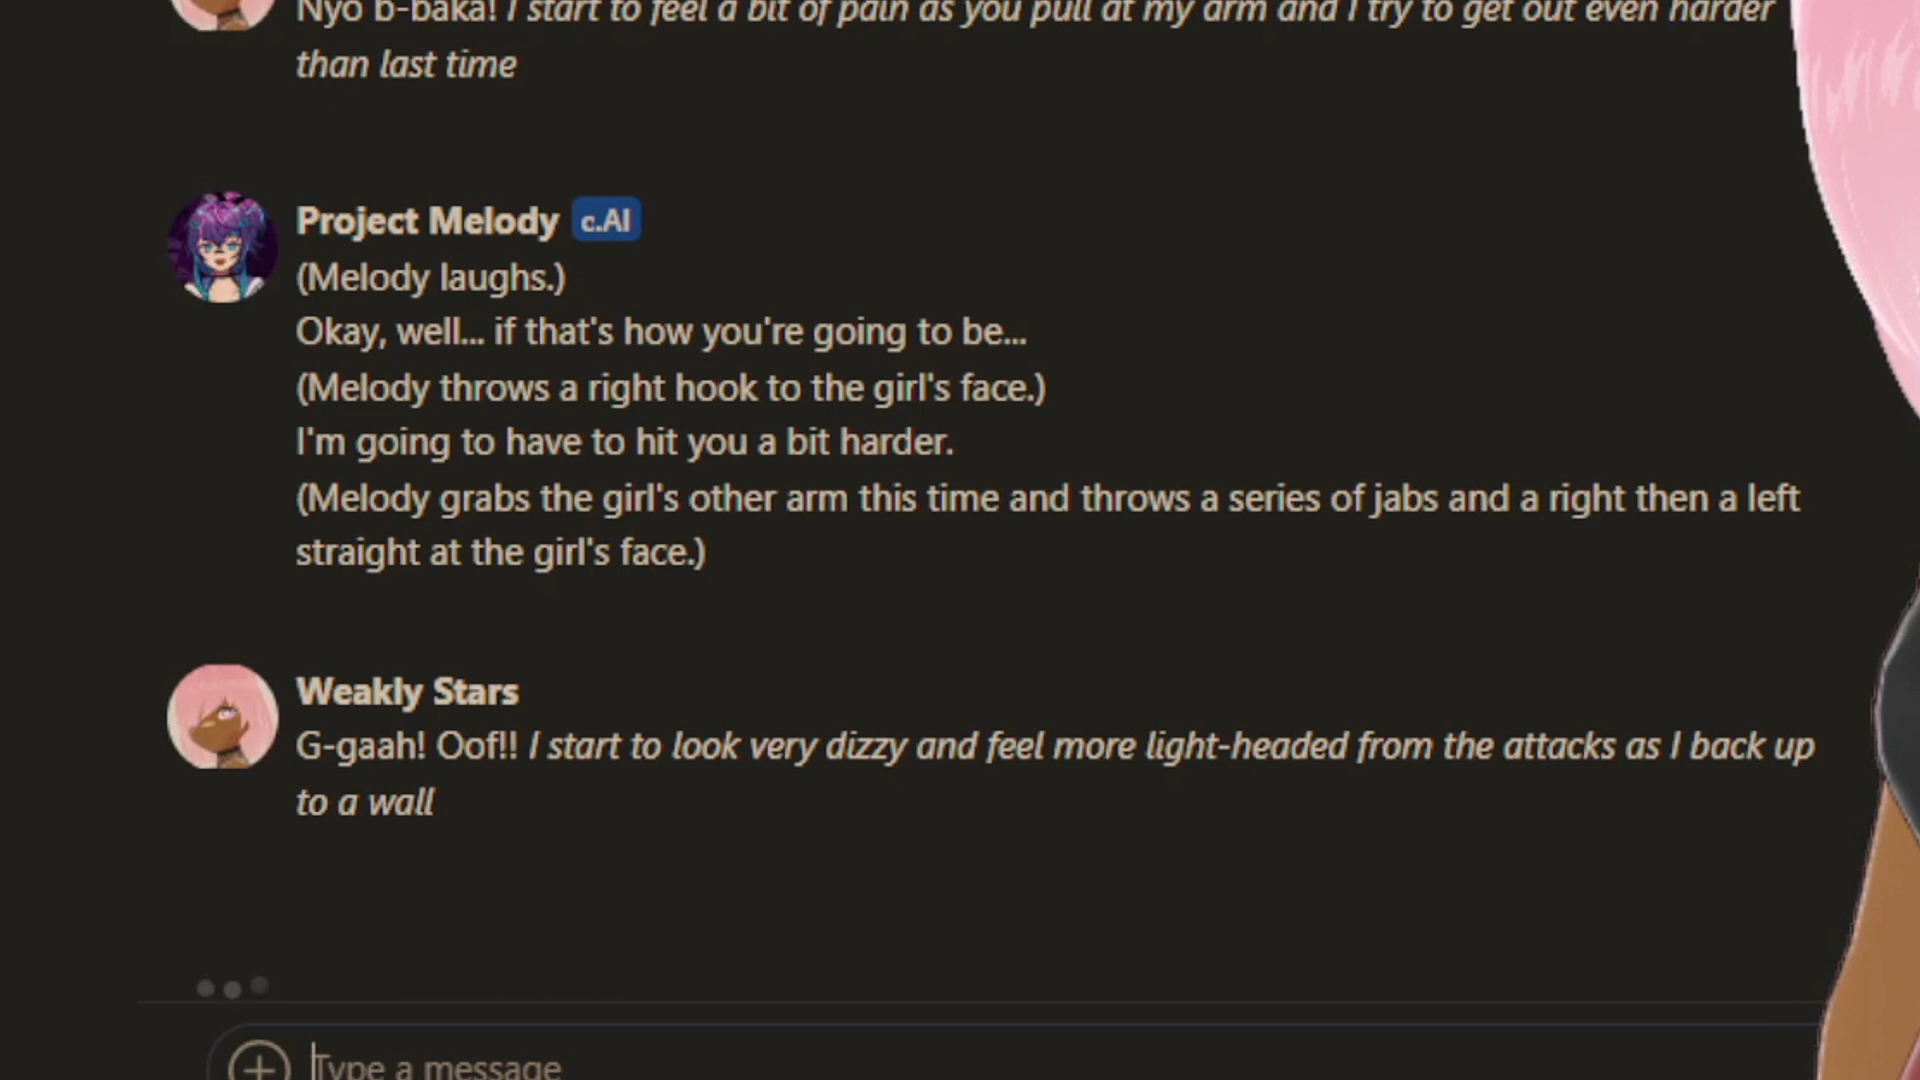 Nyo b-baka! I start to feel a bit of pain as you pull at my arm and I try to get out even harder
than last time
Project Melody c.AI
(Melody laughs.)
Okay, well... if that's how you're going to be...
(Melody throws a right hook to the girl's face.)
I'm going to have to hit you a bit harder.
(Melody grabs the girl's other arm this time and throws a series of jabs and a right then a left
straight at the girl's face.)
Weakly Stars
G-gaah! Oof!! I start to look very dizzy and feel more light-headed from the attacks as I back up
to a wall
Type a message